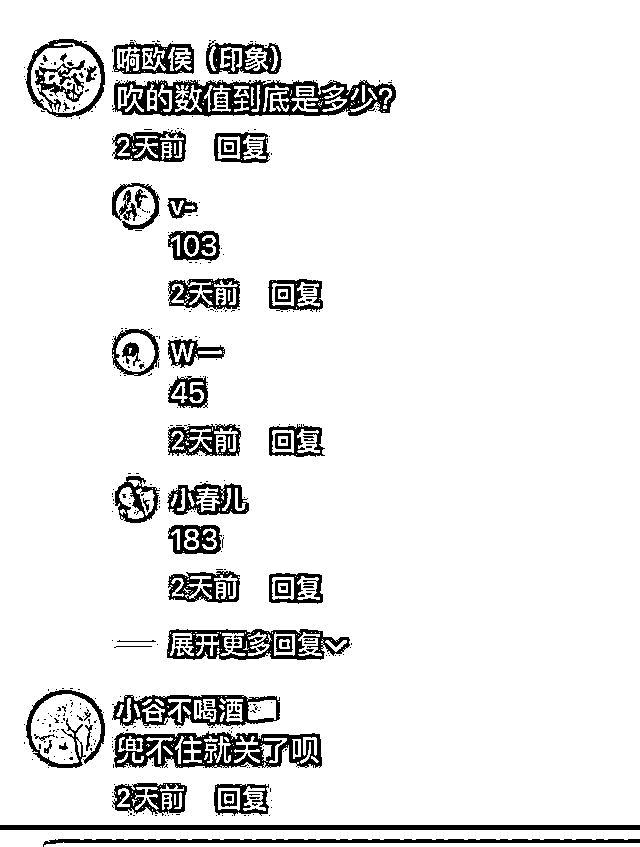 嗬欧侯（印象）
吹的数值到底是多少？
2天前 回复
v-
103
2天前 回复
W一
45
2天前 回复
小春儿
183
2天前 回复
展开更多回复
小谷不喝酒
兜不住就关了呗
2天前 回复